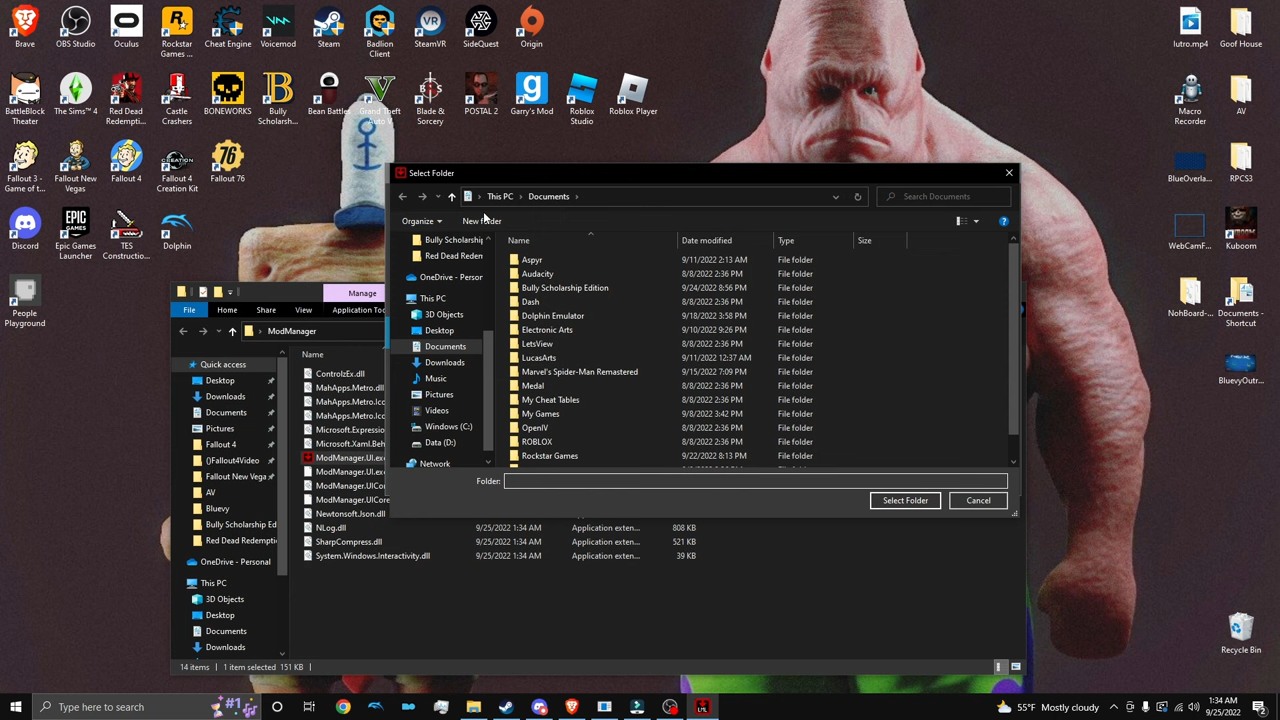 Brave
OBS Studio
Oculus
Rockstar
Games ...
Cheat Engine
Voicemod
Steam
Badlion
Client
SteamVR
SideQuest
Origin
Iutro.mp4
Goof House
BattleBlock
Theater
The Sims™ 4
Red Dead
Redempti...
Castle
Crashers
BONEWORKS
Bully
Scholarsh...
Bean Battles
Grand Theft
Auto V
Blade &
Sorcery
POSTAL 2
Garry's Mod
Roblox
Studio
Roblox Player
Macro
Recorder
AV
Fallout 3 -
Game of t...
Fallout New
Vegas
Fallout 4
Fallout 4
Creation Kit
Fallout 76
BlueOverla...
RPCS3
Discord
Epic Games
Launcher
TES
Construction...
Dolphin
WebCamF...
Kuboom
People
Playground
NohBoard-...
Documents -
Shortcut
BluevyOutr...
Recycle Bin
Select Folder
This PC > Documents >
Search Documents
Organize
New folder
Name
Date modified
Type
Size
Bully Scholarship
Red Dead Reden
OneDrive - Person
This PC
3D Objects
Desktop
Documents
Downloads
Music
Pictures
Videos
Windows (C:)
Data (D:)
Network
Aspyr 9/11/2022 2:13 AM File folder
Audacity 8/8/2022 2:36 PM File folder
Bully Scholarship Edition 9/24/2022 8:56 PM File folder
Dash 8/8/2022 2:36 PM File folder
Dolphin Emulator 9/18/2022 3:58 PM File folder
Electronic Arts 9/10/2022 9:26 PM File folder
LetsView 8/8/2022 2:36 PM File folder
LucasArts 9/11/2022 12:37 AM File folder
Marvel's Spider-Man Remastered 9/15/2022 7:09 PM File folder
Medal 8/8/2022 2:36 PM File folder
My Cheat Tables 8/8/2022 2:36 PM File folder
My Games 9/8/2022 3:42 PM File folder
OpenIV 8/8/2022 2:36 PM File folder
ROBLOX 8/8/2022 2:36 PM File folder
Rockstar Games 9/22/2022 8:13 PM File folder
Folder:
Select Folder
Cancel
Manage
File
Home
Share
View
Application Too
ModManager
Name
Quick access
Desktop
Downloads
Documents
Pictures
Fallout 4
()Fallout4Video
Fallout New Vega
AV
Bluevy
Bully Scholarship Ed
Red Dead Redempti
OneDrive - Personal
This PC
3D Objects
Desktop
Documents
Downloads
ControlzEx.dll
MahApps.Metro.dll
MahApps.Metro.Ico
MahApps.Metro.Ico
Microsoft.Expressio
Microsoft.Xaml.Beh
ModManager.UI.exe
ModManager.UI.exe
ModManager.UICo
ModManager.UICore
Newtonsoft.Json.dll
NLog.dll 9/25/2022 1:34 AM Application exten... 808 KB
SharpCompress.dll 9/25/2022 1:34 AM Application exten... 521 KB
System.Windows.Interactivity.dll 9/25/2022 1:34 AM Application exten... 39 KB
14 items
1 item selected 151 KB
Type here to search
#1
LML
55°F Mostly cloudy
1:34 AM
9/25/2022
2